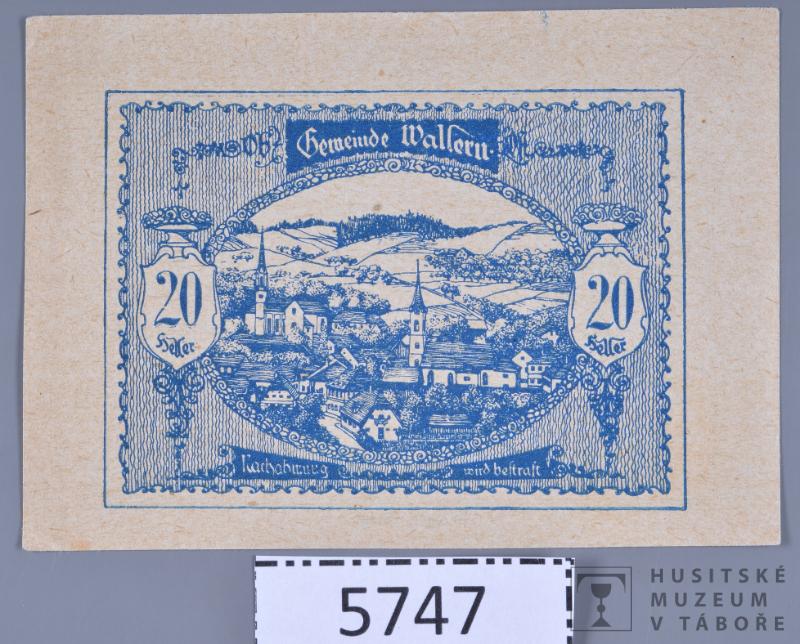 Gemeinde Wallern.
20
Heller
20
Heller
Nachahmung wird bestraft
5747
HUSITSKÉ
MUZEUM
V TÁBOŘE